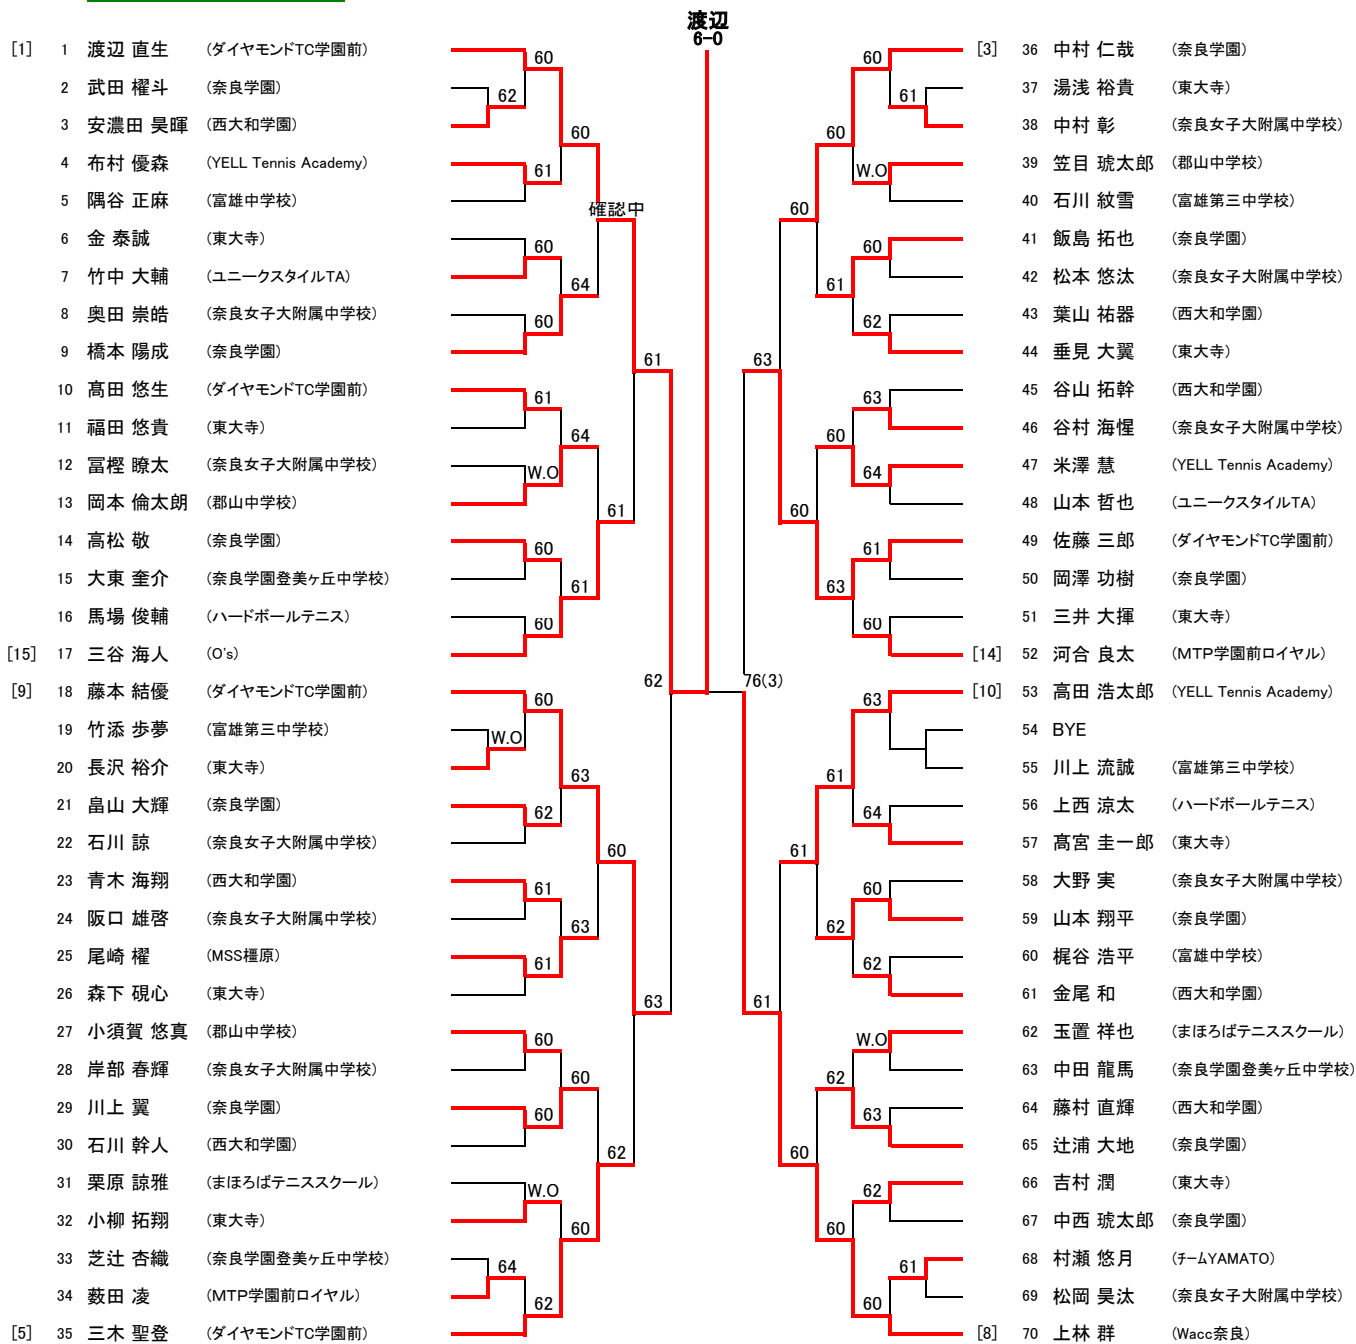 渡辺
6-0
[1] 1 渡辺 直生 (ダイヤモンドTC学園前)
2 武田 櫂斗 (奈良学園)
3 安濃田 昊暉 (西大和学園)
4 布村 優森 (YELL Tennis Academy)
5 隅谷 正麻 (富雄中学校)
6 金 泰誠 (東大寺)
7 竹中 大輔 (ユニークスタイルTA)
8 奥田 崇皓 (奈良女子大附属中学校)
9 橋本 陽成 (奈良学園)
10 髙田 悠生 (ダイヤモンドTC学園前)
11 福田 悠貴 (東大寺)
12 冨樫 暸太 (奈良女子大附属中学校)
13 岡本 倫太朗 (郡山中学校)
14 高松 敬 (奈良学園)
15 大東 奎介 (奈良学園登美ヶ丘中学校)
16 馬場 俊輔 (ハードボールテニス)
[15] 17 三谷 海人 (O's)
[9] 18 藤本 結優 (ダイヤモンドTC学園前)
19 竹添 歩夢 (富雄第三中学校)
20 長沢 裕介 (東大寺)
21 畠山 大輝 (奈良学園)
22 石川 諒 (奈良女子大附属中学校)
23 青木 海翔 (西大和学園)
24 阪口 雄啓 (奈良女子大附属中学校)
25 尾崎 櫂 (MSS橿原)
26 森下 硯心 (東大寺)
27 小須賀 悠真 (郡山中学校)
28 岸部 春輝 (奈良女子大附属中学校)
29 川上 翼 (奈良学園)
30 石川 幹人 (西大和学園)
31 栗原 諒雅 (まほろばテニススクール)
32 小柳 拓翔 (東大寺)
33 芝辻 杏織 (奈良学園登美ヶ丘中学校)
34 薮田 凌 (MTP学園前ロイヤル)
[5] 35 三木 聖登 (ダイヤモンドTC学園前)
60
62
61
60
60
61
W.O
60
60
60
W.O
62
61
61
60
60
W.O
64
62
60
64
64
61
63
63
60
60
確認中
61
60
62
61
63
62
[3] 36 中村 仁哉 (奈良学園)
37 湯浅 裕貴 (東大寺)
38 中村 彰 (奈良女子大附属中学校)
39 笠目 琥太郎 (郡山中学校)
40 石川 紋雪 (富雄第三中学校)
41 飯島 拓也 (奈良学園)
42 松本 悠汰 (奈良女子大附属中学校)
43 葉山 祐器 (西大和学園)
44 垂見 大翼 (東大寺)
45 谷山 拓幹 (西大和学園)
46 谷村 海惺 (奈良女子大附属中学校)
47 米澤 慧 (YELL Tennis Academy)
48 山本 哲也 (ユニークスタイルTA)
49 佐藤 三郎 (ダイヤモンドTC学園前)
50 岡澤 功樹 (奈良学園)
51 三井 大揮 (東大寺)
[14] 52 河合 良太 (MTP学園前ロイヤル)
[10] 53 高田 浩太郎 (YELL Tennis Academy)
54 BYE
55 川上 流誠 (富雄第三中学校)
56 上西 涼太 (ハードボールテニス)
57 髙宮 圭一郎 (東大寺)
58 大野 実 (奈良女子大附属中学校)
59 山本 翔平 (奈良学園)
60 梶谷 浩平 (富雄中学校)
61 金尾 和 (西大和学園)
62 玉置 祥也 (まほろばテニススクール)
63 中田 龍馬 (奈良学園登美ヶ丘中学校)
64 藤村 直輝 (西大和学園)
65 辻浦 大地 (奈良学園)
66 吉村 潤 (東大寺)
67 中西 琥太郎 (奈良学園)
68 村瀬 悠月 (チームYAMATO)
69 松岡 昊汰 (奈良女子大附属中学校)
[8] 70 上林 群 (Wacc奈良)
60
61
W.O
60
62
63
64
61
60
63
64
60
62
W.O
63
62
61
60
60
61
60
63
61
62
62
60
60
60
61
60
63
61
76(3)